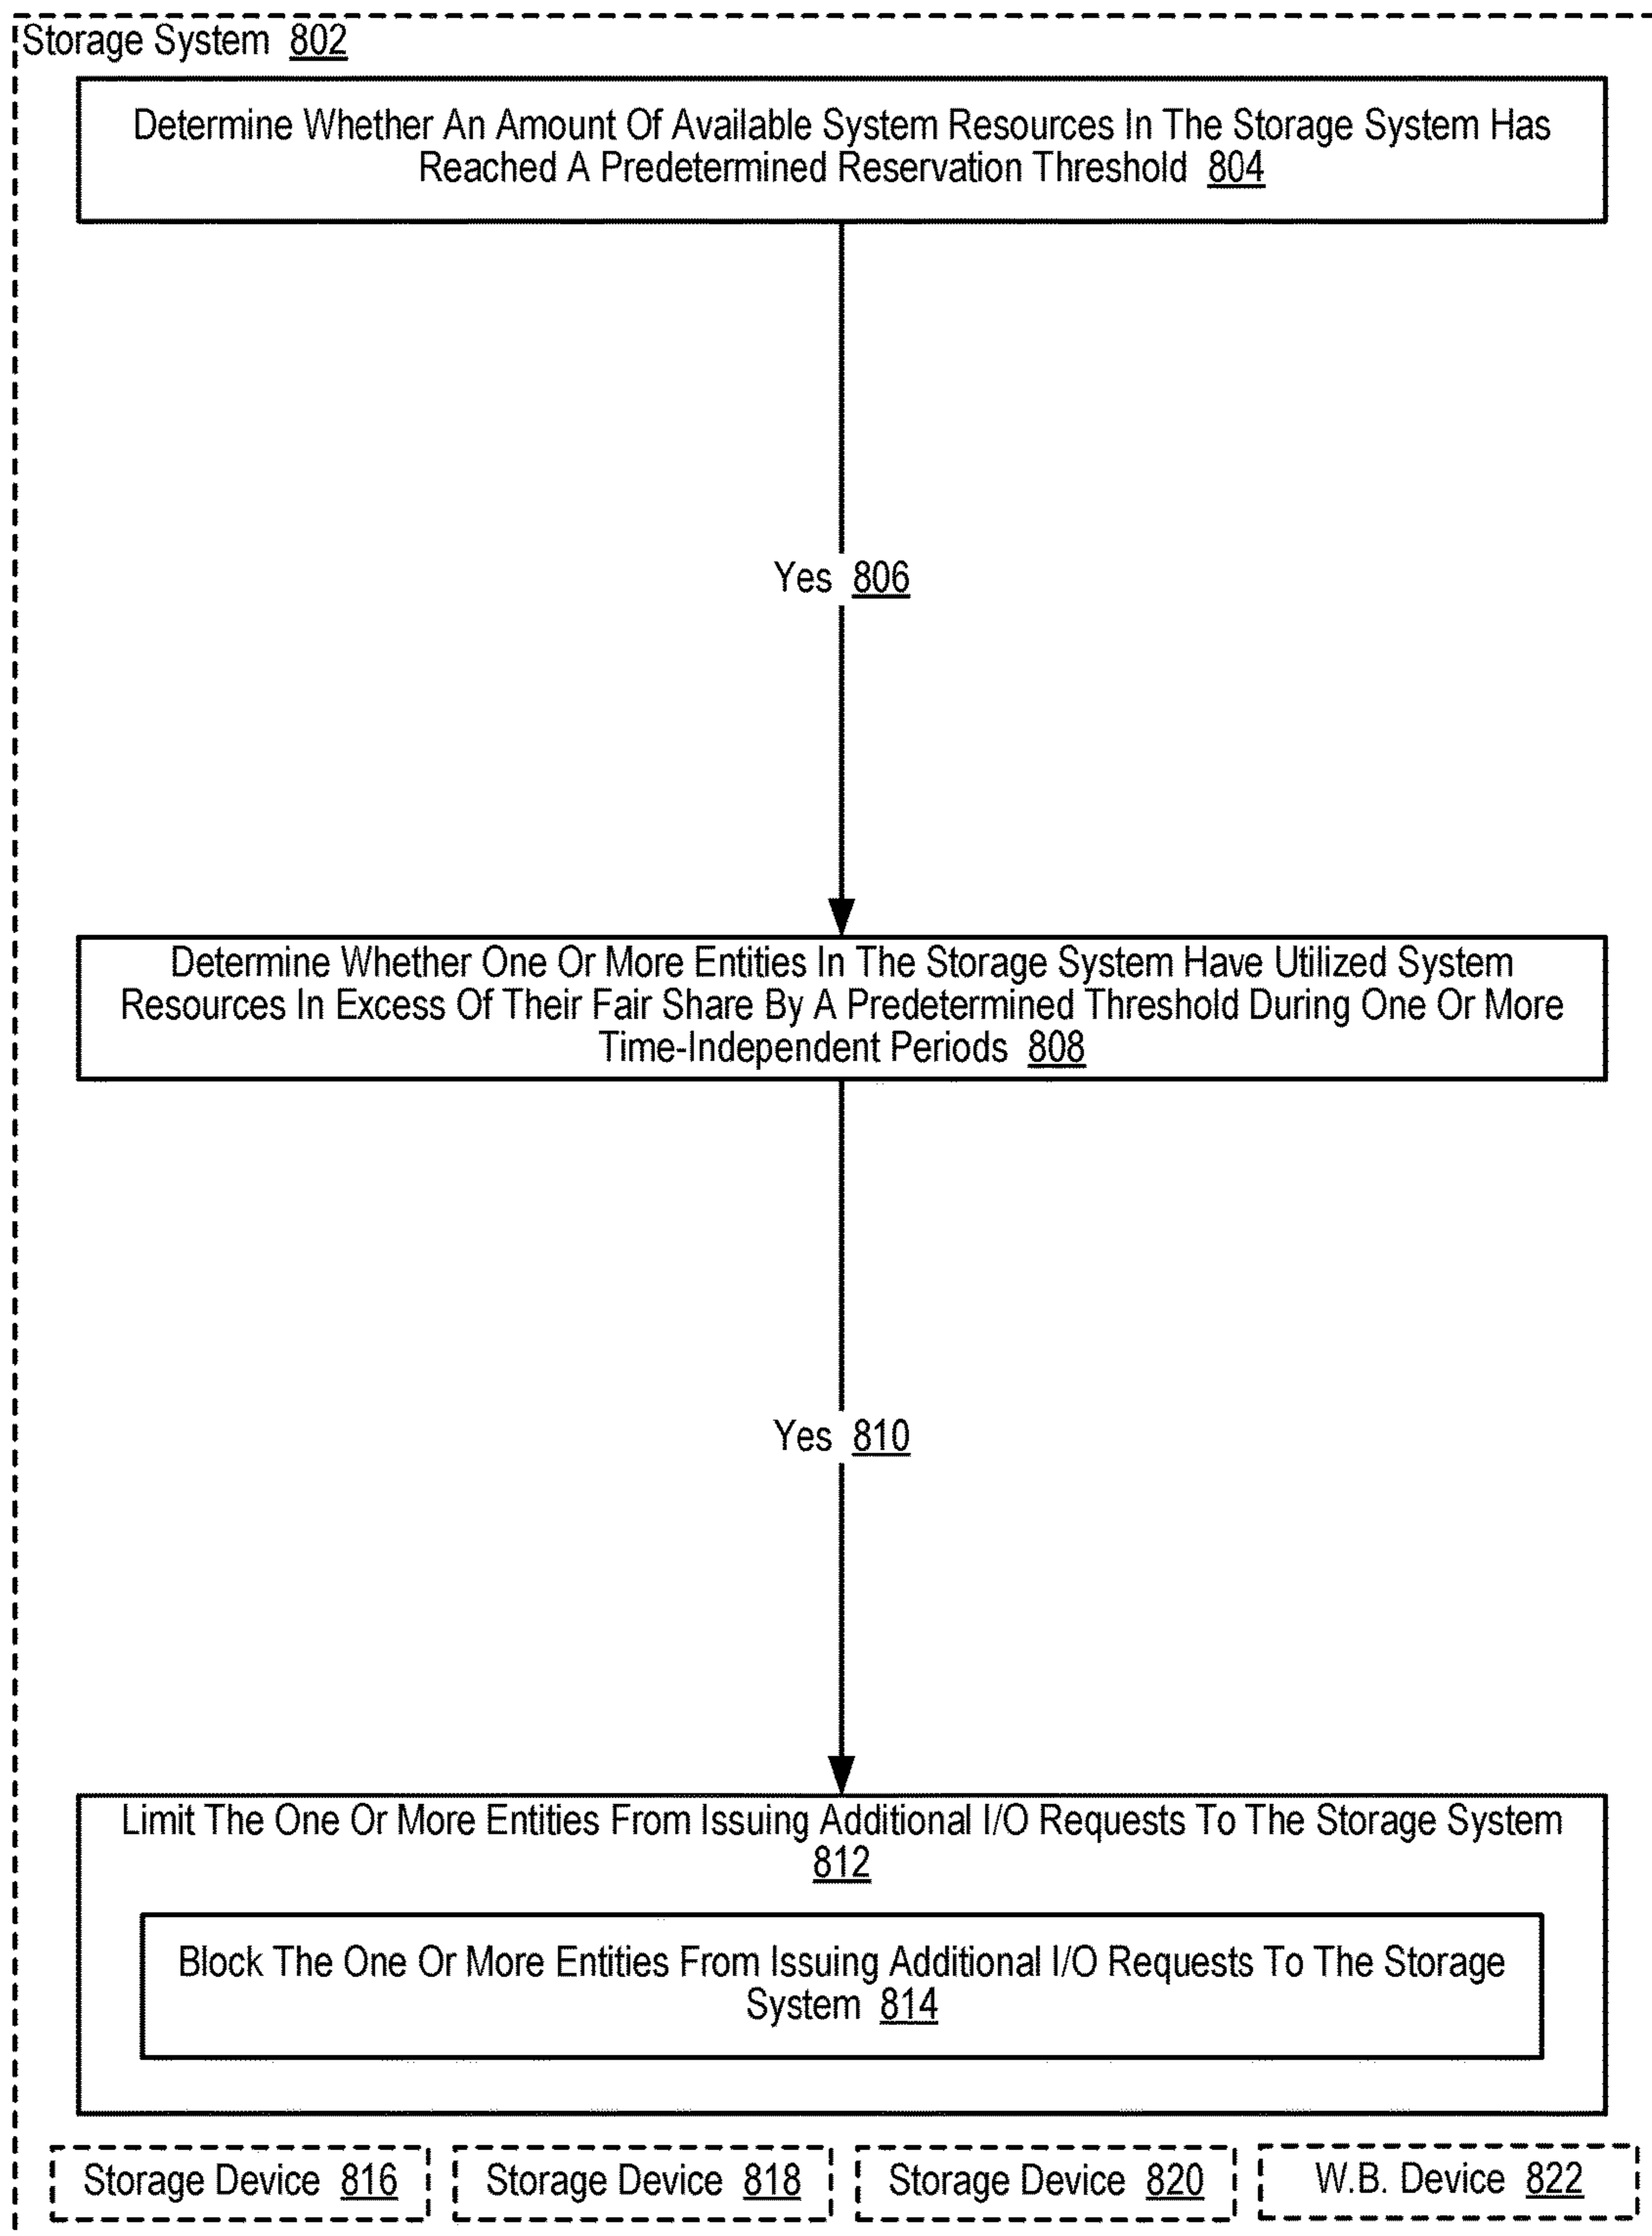 Storage System 802
Determine Whether An Amount Of Available System Resources In The Storage System Has
Reached A Predetermined Reservation Threshold 804
Yes 806
Determine Whether One Or More Entities In The Storage System Have Utilized System
Resources In Excess Of Their Fair Share By A Predetermined Threshold During One Or More
Time-Independent Periods 808
Yes 810
Limit The One Or More Entities From Issuing Additional I/O Requests To The Storage System
812
Block The One Or More Entities From Issuing Additional I/O Requests To The Storage
System 814
Storage Device 816
Storage Device 818
Storage Device 820
W.B. Device 822